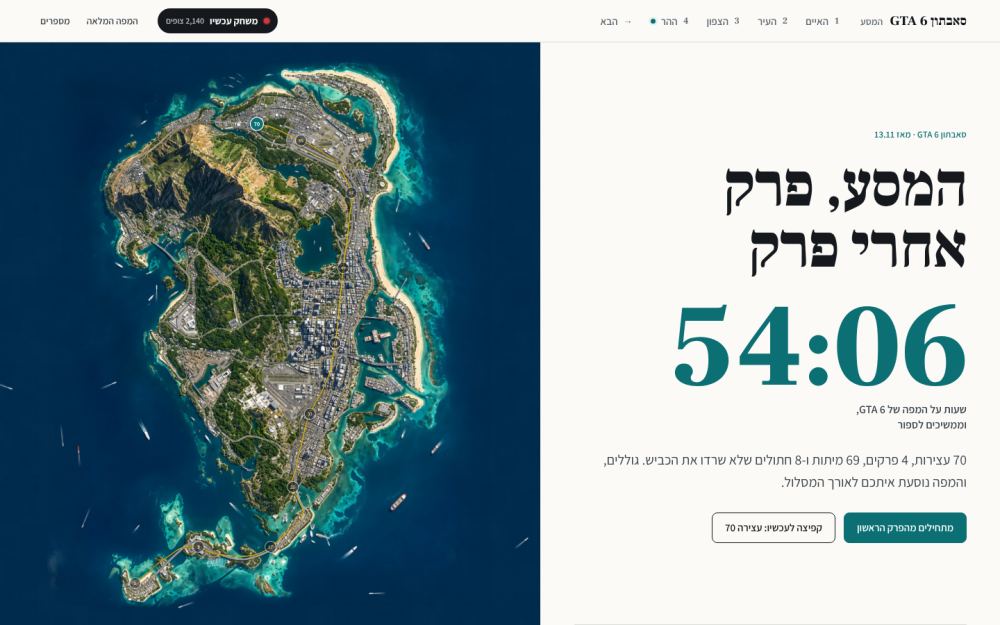 סאבתון GTA 6
המסע
1 האיים
2 העיר
3 הצפון
4 ההר
הבא →
משחק עכשיו 2,140 צופים
המפה המלאה
מספרים
סאבתון GTA 6 · מאז 13.11
המסע, פרק
אחרי פרק
54:06
שעות על המפה של GTA 6,
וממשיכים לספור
70 עצירות, 4 פרקים, 69 מיתות ו-8 חתולים שלא שרדו את הכביש. גוללים,
והמפה נוסעת איתכם לאורך המסלול.
מתחילים מהפרק הראשון
קפיצה לעכשיו: עצירה 70
70